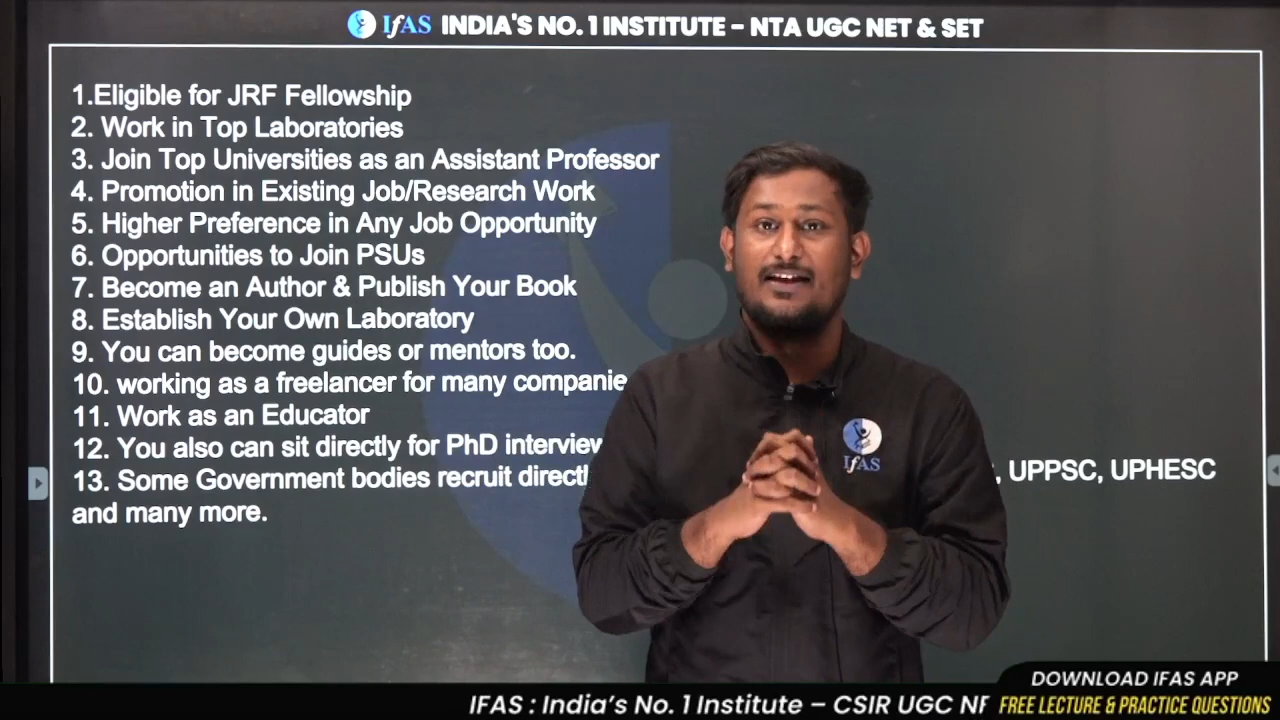 IfAS INDIA'S NO. 1 INSTITUTE – NTA UGC NET & SET
1.Eligible for JRF Fellowship
2. Work in Top Laboratories
3. Join Top Universities as an Assistant Professor
4. Promotion in Existing Job/Research Work
5. Higher Preference in Any Job Opportunity
6. Opportunities to Join PSUs
7. Become an Author & Publish Your Book
8. Establish Your Own Laboratory
9. You can become guides or mentors too.
10. working as a freelancer for many companie
11. Work as an Educator
12. You also can sit directly for PhD interview
13. Some Government bodies recruit directl , UPPSC, UPHESC
and many more.
IfAS
DOWNLOAD IFAS APP
IFAS : India's No. 1 Institute – CSIR UGC NE FREE LECTURE & PRACTICE QUESTIONS